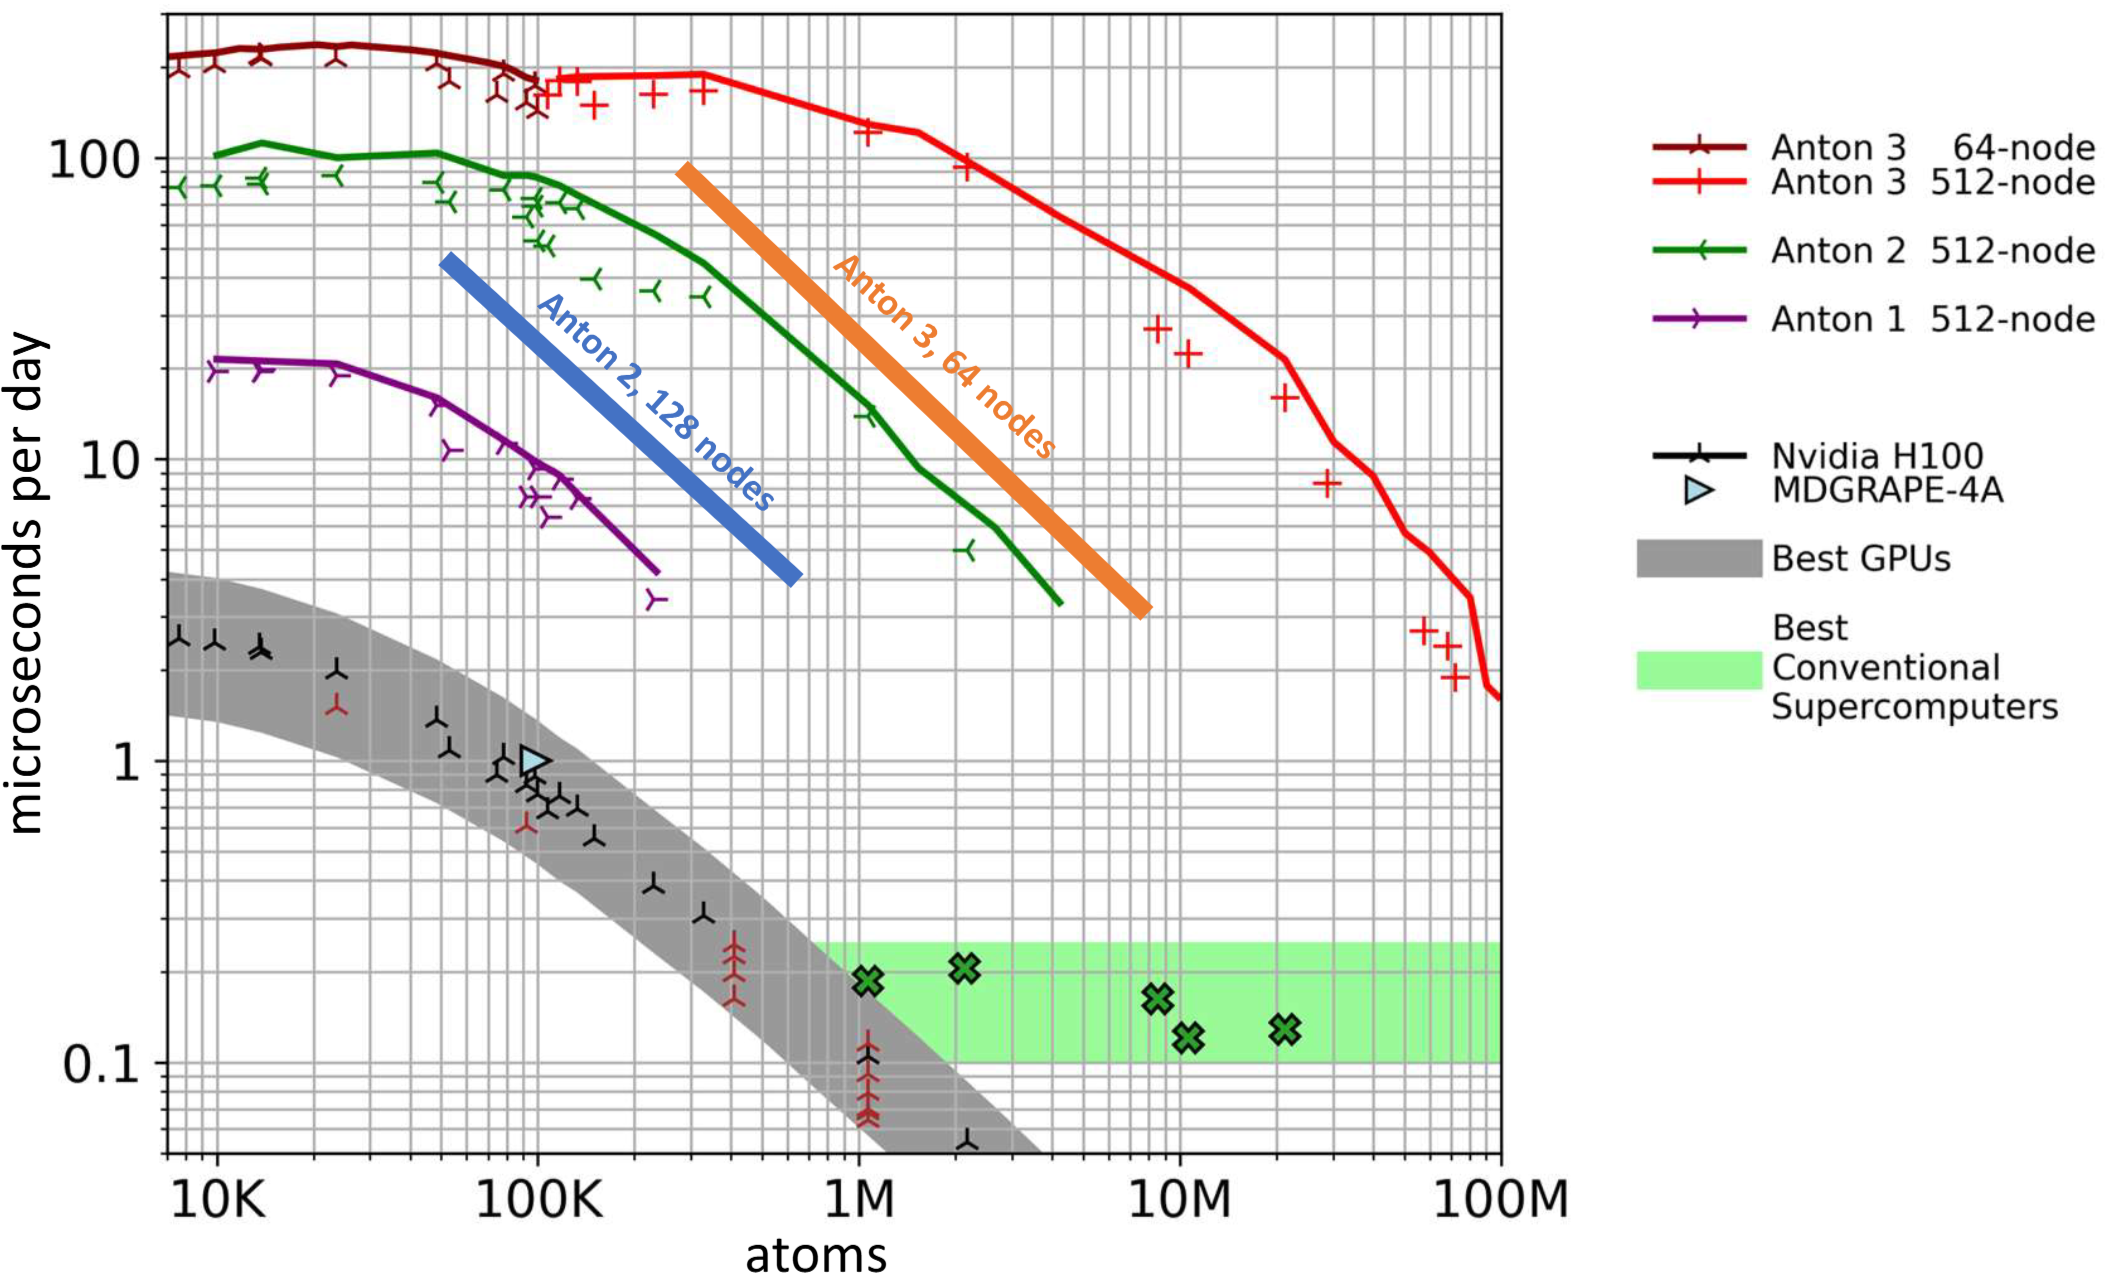 microseconds per day
100
10
1
0.1
10K
100K
1M
10M
100M
atoms
Anton 2, 128 nodes
Anton 3, 64 nodes
Anton 3 64-node
Anton 3 512-node
Anton 2 512-node
Anton 1 512-node
Nvidia H100
MDGRAPE-4A
Best GPUs
Best
Conventional
Supercomputers